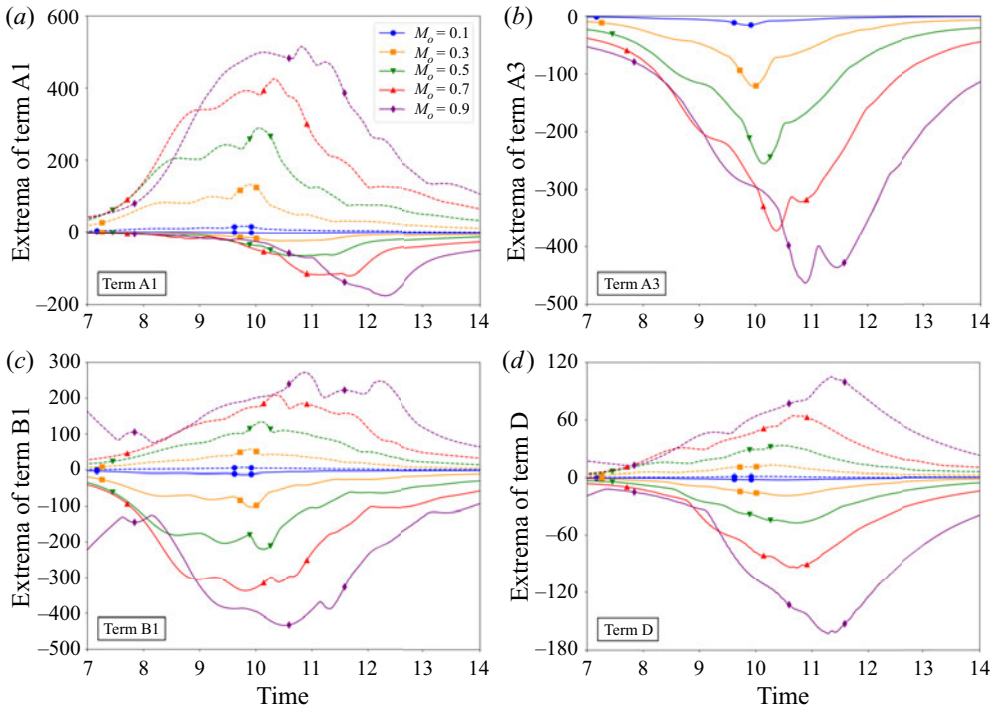 (a)
600
400
200
0
–200
Extrema of term A1
M_o = 0.1
M_o = 0.3
M_o = 0.5
M_o = 0.7
M_o = 0.9
Term A1
7 8 9 10 11 12 13 14
(b)
0
–100
–200
–300
–400
–500
Extrema of term A3
Term A3
7 8 9 10 11 12 13 14
(c)
300
200
100
0
–100
–200
–300
–400
–500
Extrema of term B1
Term B1
7 8 9 10 11 12 13 14
Time
(d)
120
60
0
–60
–120
–180
Extrema of term D
Term D
7 8 9 10 11 12 13 14
Time